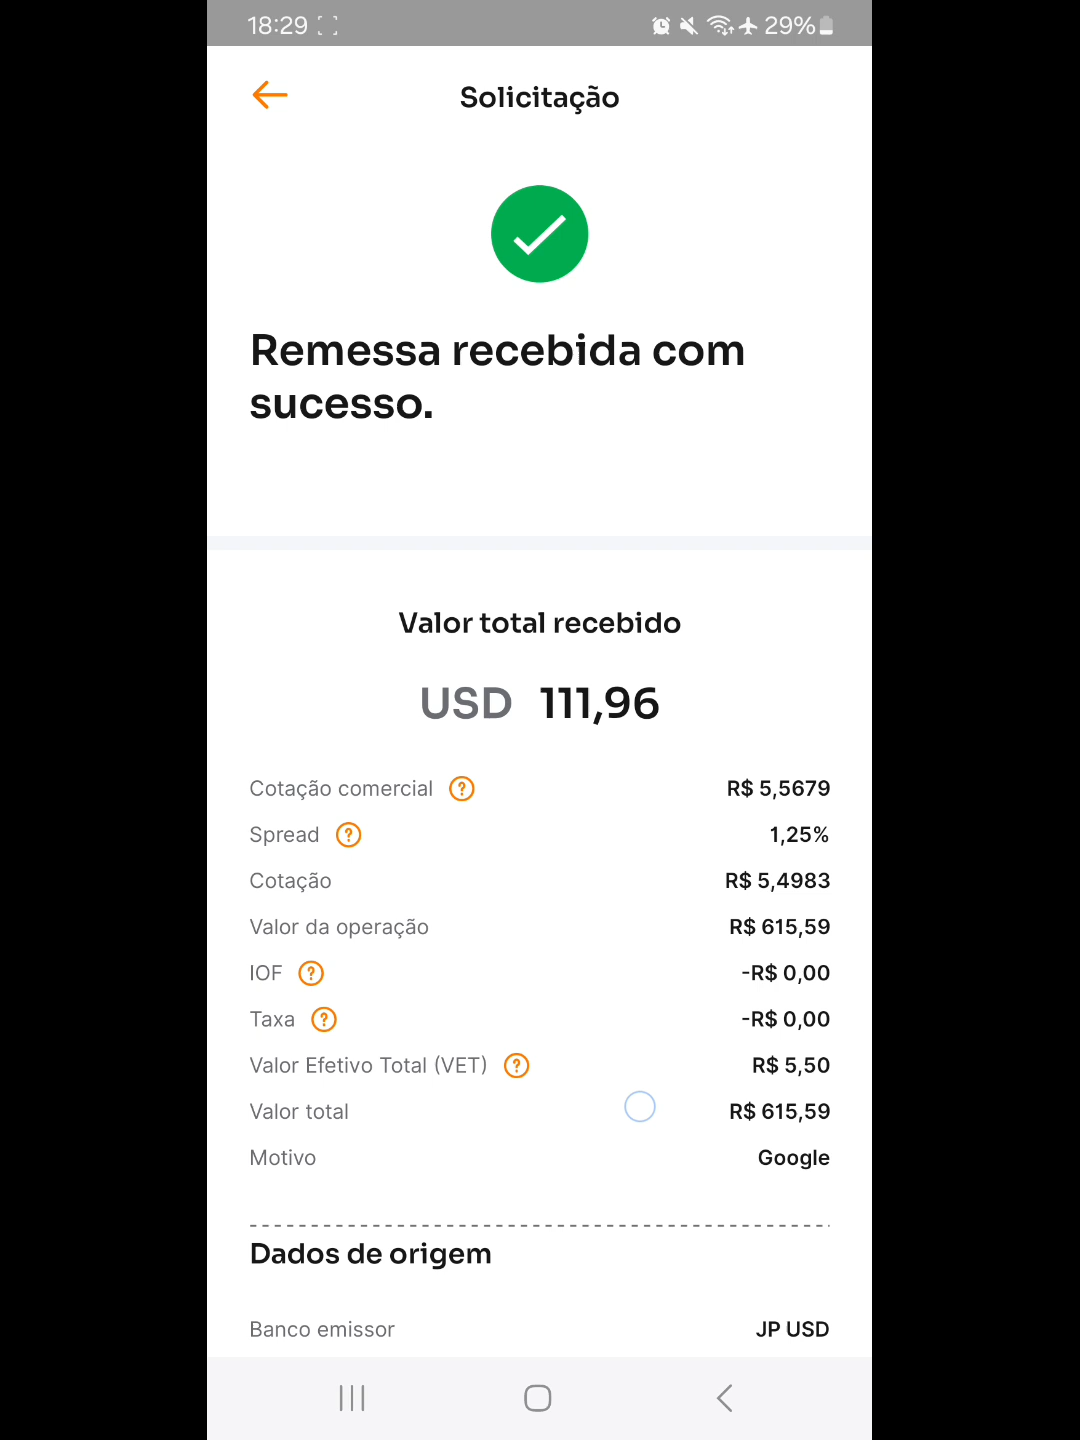 18:29 29%
Solicitação
Remessa recebida com
sucesso.
Valor total recebido
USD 111,96
Cotação comercial ? R$ 5,5679
Spread ? 1,25%
Cotação R$ 5,4983
Valor da operação R$ 615,59
IOF ? -R$ 0,00
Taxa ? -R$ 0,00
Valor Efetivo Total (VET) ? R$ 5,50
Valor total R$ 615,59
Motivo Google
Dados de origem
Banco emissor JP USD